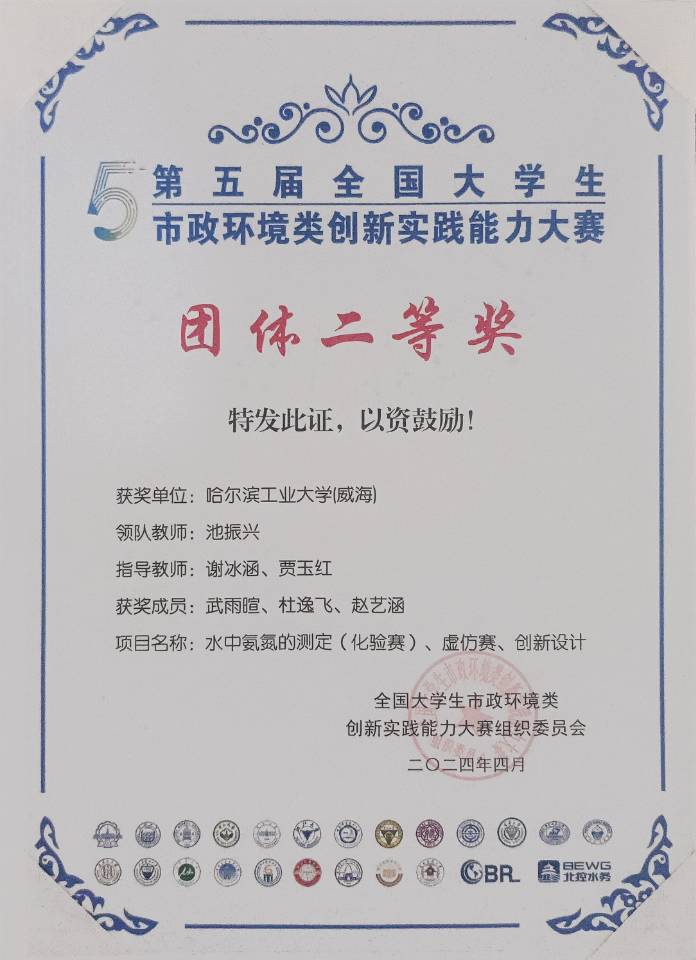 5
第五届全国大学生
市政环境类创新实践能力大赛
团体二等奖
特发此证，以资鼓励！
获奖单位：哈尔滨工业大学(威海)
领队教师：池振兴
指导教师：谢冰涵、贾玉红
获奖成员：武雨暄、杜逸飞、赵艺涵
项目名称：水中氨氮的测定（化验赛）、虚仿赛、创新设计
全国大学生市政环境类
创新实践能力大赛组织委员会
二〇二四年四月
CBRL
BEWG
北控水务